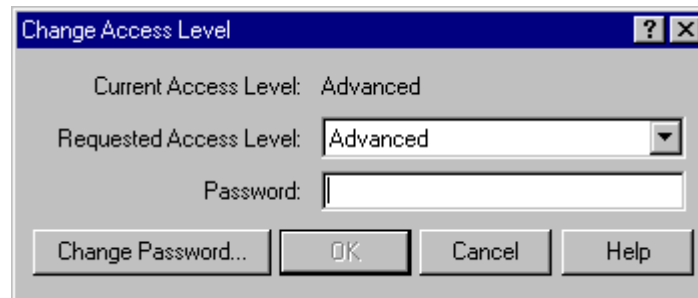 Change Access Level
Current Access Level: Advanced
Requested Access Level: Advanced
Password:
Change Password... OK Cancel Help